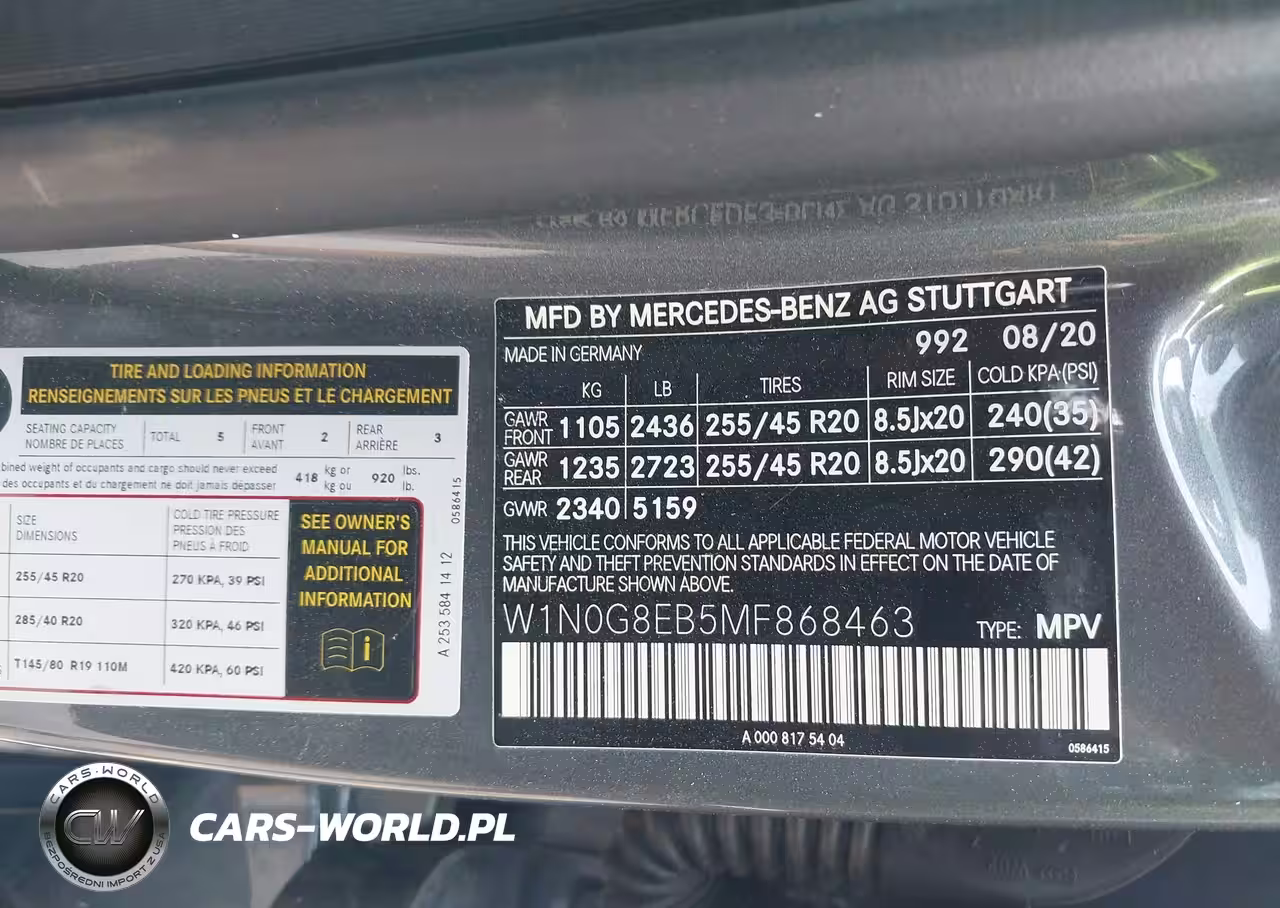 TIRE AND LOADING INFORMATION
RENSEIGNEMENTS SUR LES PNEUS ET LE CHARGEMENT
SEATING CAPACITY
NOMBRE DE PLACES
TOTAL 5
FRONT
AVANT
2
REAR
ARRIÈRE
3
weight of occupants and cargo should never exceed
des occupants et du chargement ne doit jamais dépasser
418 kg or
kg ou
920 lbs.
lb.
SIZE
DIMENSIONS
COLD TIRE PRESSURE
PRESSION DES
PNEUS À FROID
255/45 R20 270 KPA, 39 PSI
285/40 R20 320 KPA, 46 PSI
T145/80 R19 110M 420 KPA, 60 PSI
SEE OWNER'S
MANUAL FOR
ADDITIONAL
INFORMATION
0586415
A 253 584 14 12
MFD BY MERCEDES-BENZ AG STUTTGART
MADE IN GERMANY 992 08/20
KG LB TIRES RIM SIZE COLD KPA(PSI)
GAWR
FRONT
1105 2436 255/45 R20 8.5Jx20 240(35)
GAWR
REAR
1235 2723 255/45 R20 8.5Jx20 290(42)
GVWR 2340 5159
THIS VEHICLE CONFORMS TO ALL APPLICABLE FEDERAL MOTOR VEHICLE
SAFETY AND THEFT PREVENTION STANDARDS IN EFFECT ON THE DATE OF
MANUFACTURE SHOWN ABOVE.
W1N0G8EB5MF868463 TYPE: MPV
A 000 817 54 04
0586415
CARS-WORLD
CW
BEZPOŚREDNI IMPORT Z USA
CARS-WORLD.PL